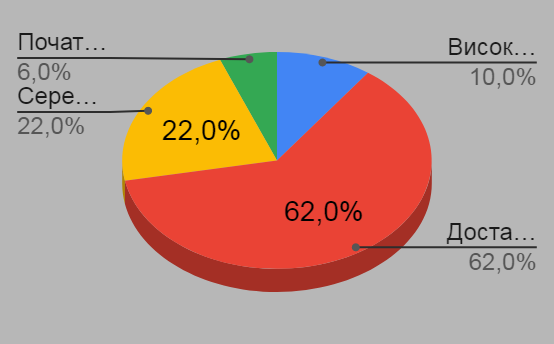 Почат…
6,0%
Сере…
22,0%
22,0%
62,0%
Висок…
10,0%
Доста…
62,0%